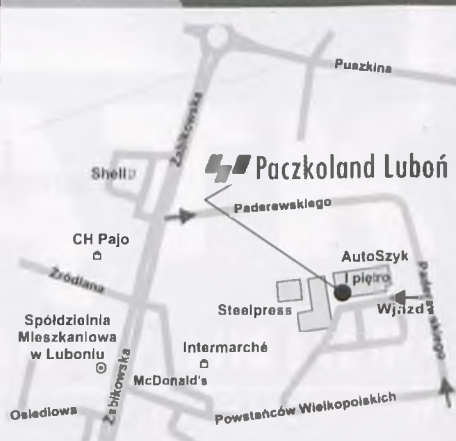 Puszkina
Żabikowska
Shell
Paczkoland Luboń
Paderewskiego
CH Pajo
AutoSzyk
I piętro
Źródlana
Paderewskiego
Steelpress
Wjazd
Spółdzielnia
Mieszkaniowa
w Luboniu
Intermarché
McDonald's
Żabikowska
Osiedlowa
Powstańców Wielkopolskich